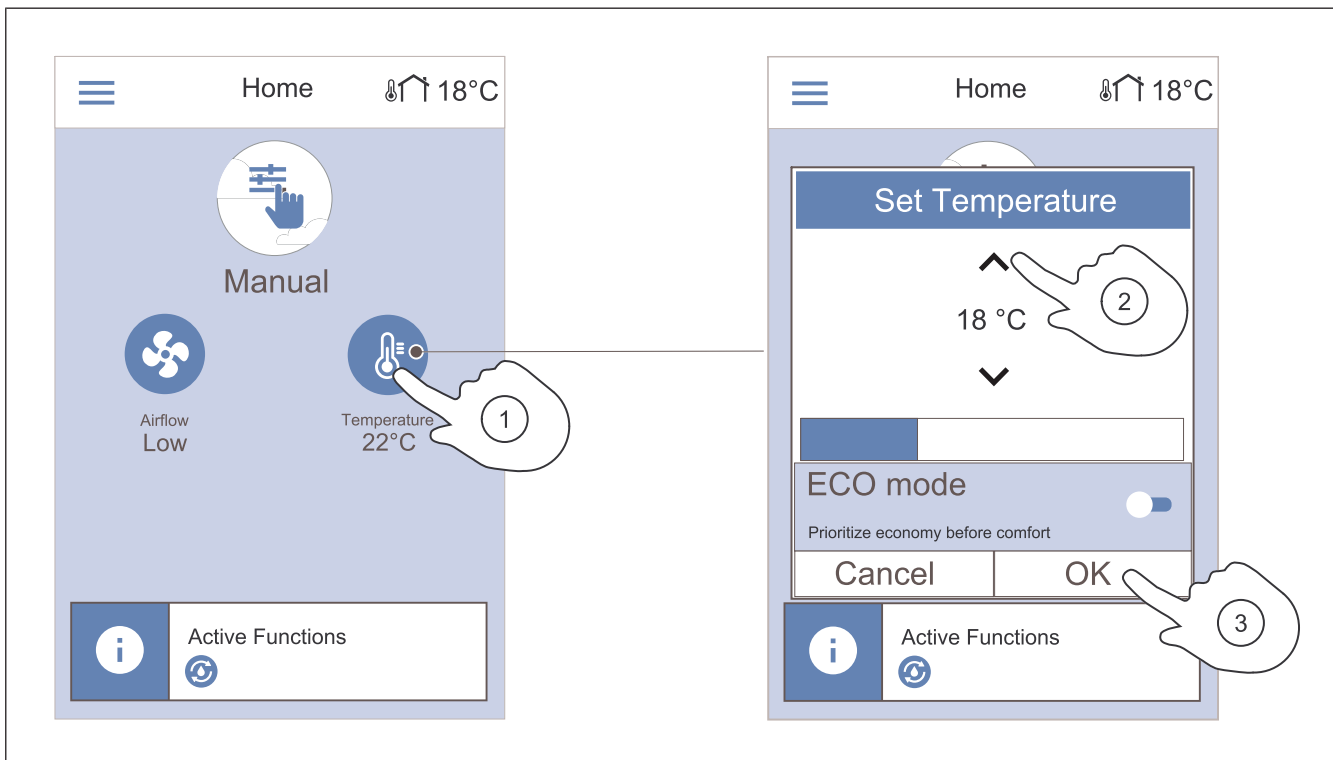 Home 18°C
Manual
Airflow
Low
Temperature
22°C
1
i
Active Functions
Home 18°C
Set Temperature
2
18 °C
ECO mode
Prioritize economy before comfort
Cancel OK
3
i
Active Functions